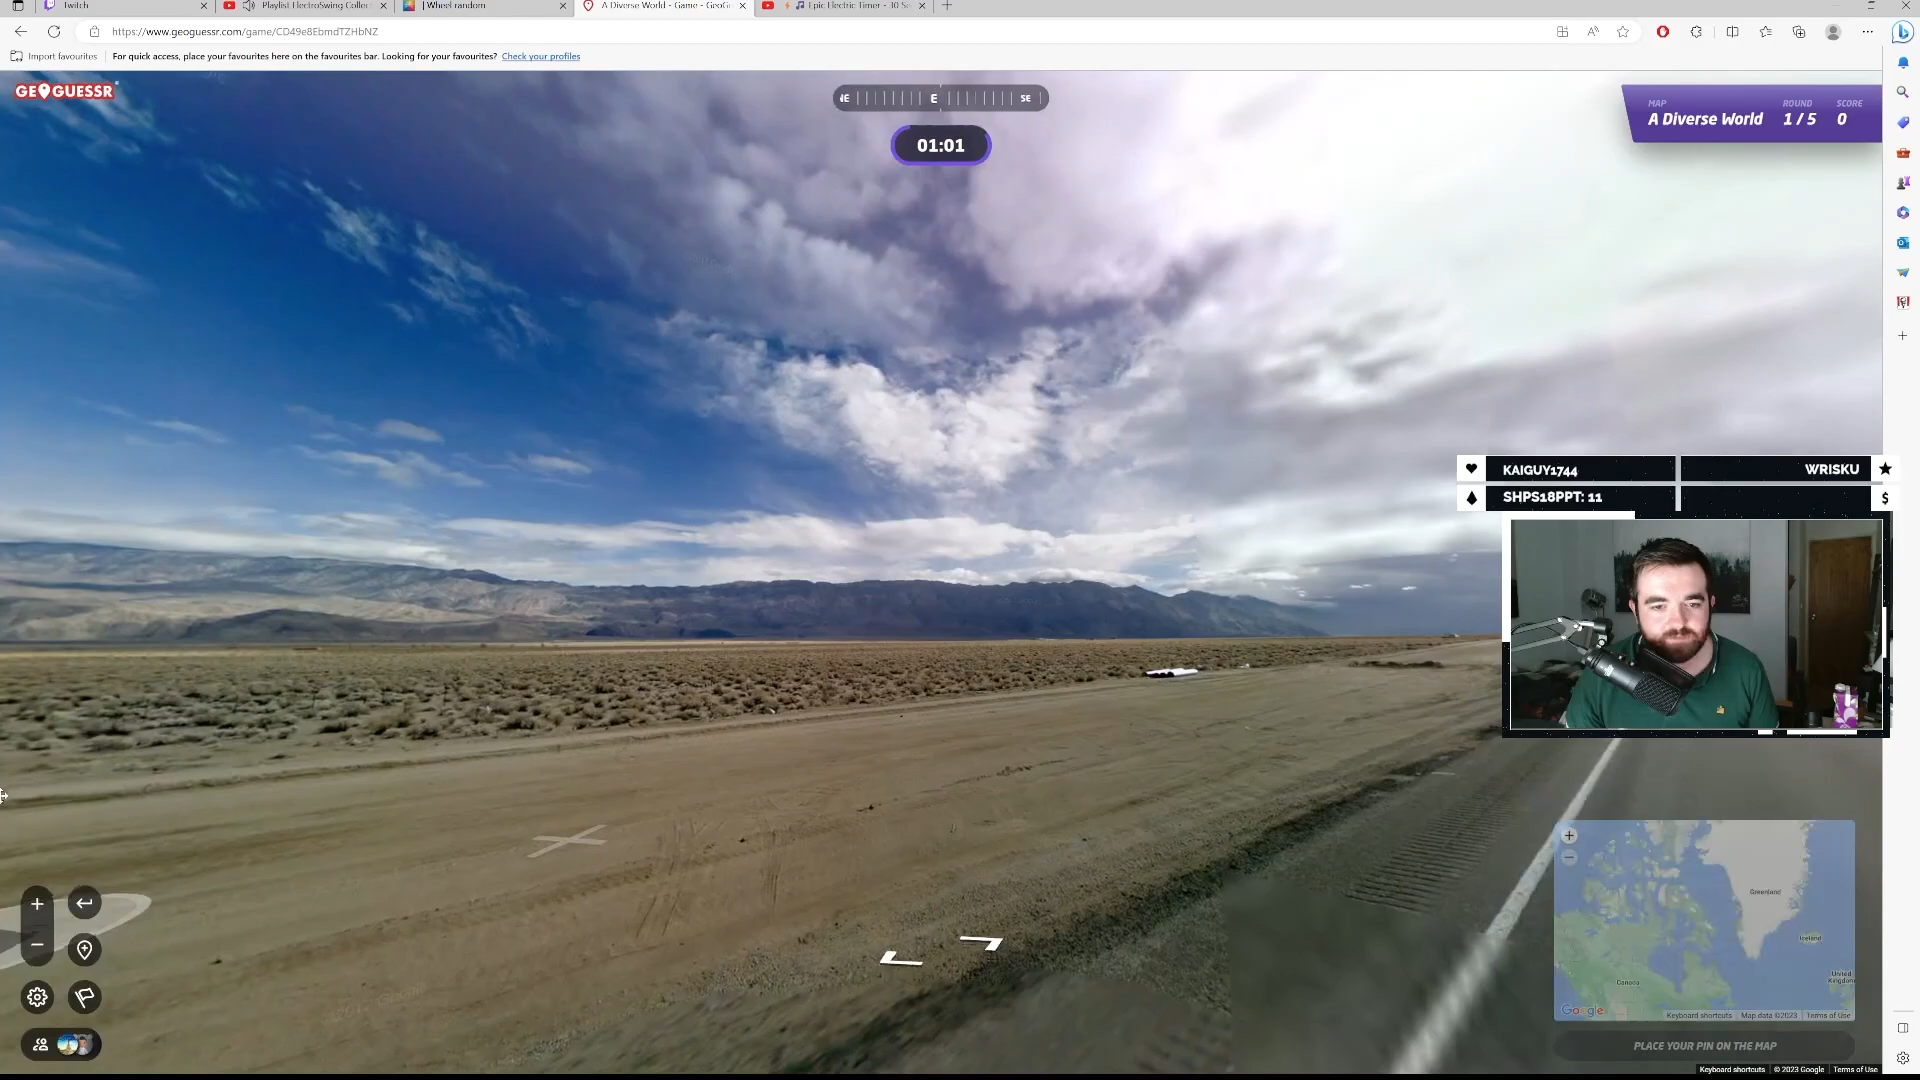 Twitch
Playlist ElectroSwing Collec
| Wheel random
A Diverse World - Game - GeoGu
Epic Electric Timer - 30 Se
https://www.geoguessr.com/game/CD49e8EbmdTZHbNZ
Import favourites
For quick access, place your favourites here on the favourites bar. Looking for your favourites? Check your profiles
GEOGUESSR
NE E SE
01:01
MAP ROUND SCORE
A Diverse World 1 / 5 0
KAIGUY1744 WRISKU
SHPS18PPT: 11 $
Greenland
Iceland
United Kingdom
Canada
Google
Keyboard shortcuts Map data ©2023 Terms of Use
PLACE YOUR PIN ON THE MAP
Keyboard shortcuts © 2023 Google Terms of Use